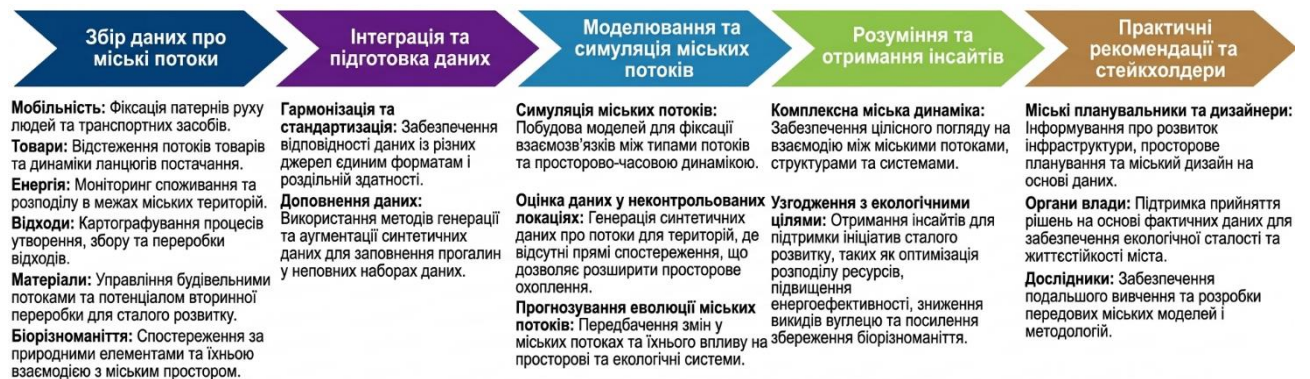 Збір даних про
міські потоки
Інтеграція та
підготовка даних
Моделювання та
симуляція міських
потоків
Розуміння та
отримання інсайтів
Практичні
рекомендації та
стейкхолдери
Мобільність: Фіксація патернів руху
людей та транспортних засобів.
Товари: Відстеження потоків товарів
та динаміки ланцюгів постачання.
Енергія: Моніторинг споживання та
розподілу в межах міських територій.
Відходи: Картографування процесів
утворення, збору та переробки
відходів.
Матеріали: Управління будівельними
потоками та потенціалом вторинної
переробки для сталого розвитку.
Біорізноманіття: Спостереження за
природними елементами та їхньою
взаємодією з міським простором.
Гармонізація та
стандартизація: Забезпечення
відповідності даних із різних
джерел єдиним форматам і
роздільній здатності.
Доповнення даних:
Використання методів генерації
та аугментації синтетичних
даних для заповнення прогалин
у неповних наборах даних.
Симуляція міських потоків:
Побудова моделей для фіксації
взаємозв'язків між типами потоків
та просторово-часовою динамікою.
Оцінка даних у неконтрольованих
локаціях: Генерація синтетичних
даних про потоки для територій, де
відсутні прямі спостереження, що
дозволяє розширити просторове
охоплення.
Прогнозування еволюції міських
потоків: Передбачення змін у
міських потоках та їхнього впливу на
просторові та екологічні системи.
Комплексна міська динаміка:
Забезпечення цілісного погляду на
взаємодію між міськими потоками,
структурами та системами.
Узгодження з екологічними
цілями: Отримання інсайтів для
підтримки ініціатив сталого
розвитку, таких як оптимізація
розподілу ресурсів,
підвищення
енергоефективності, зниження
викидів вуглецю та посилення
збереження біорізноманіття.
Міські планувальники та дизайнери:
Інформування про розвиток
інфраструктури, просторове
планування та міський дизайн на
основі даних.
Органи влади: Підтримка прийняття
рішень на основі фактичних даних для
забезпечення екологічної сталості та
життєстійкості міста.
Дослідники: Забезпечення
подальшого вивчення та розробки
передових міських моделей і
методологій.